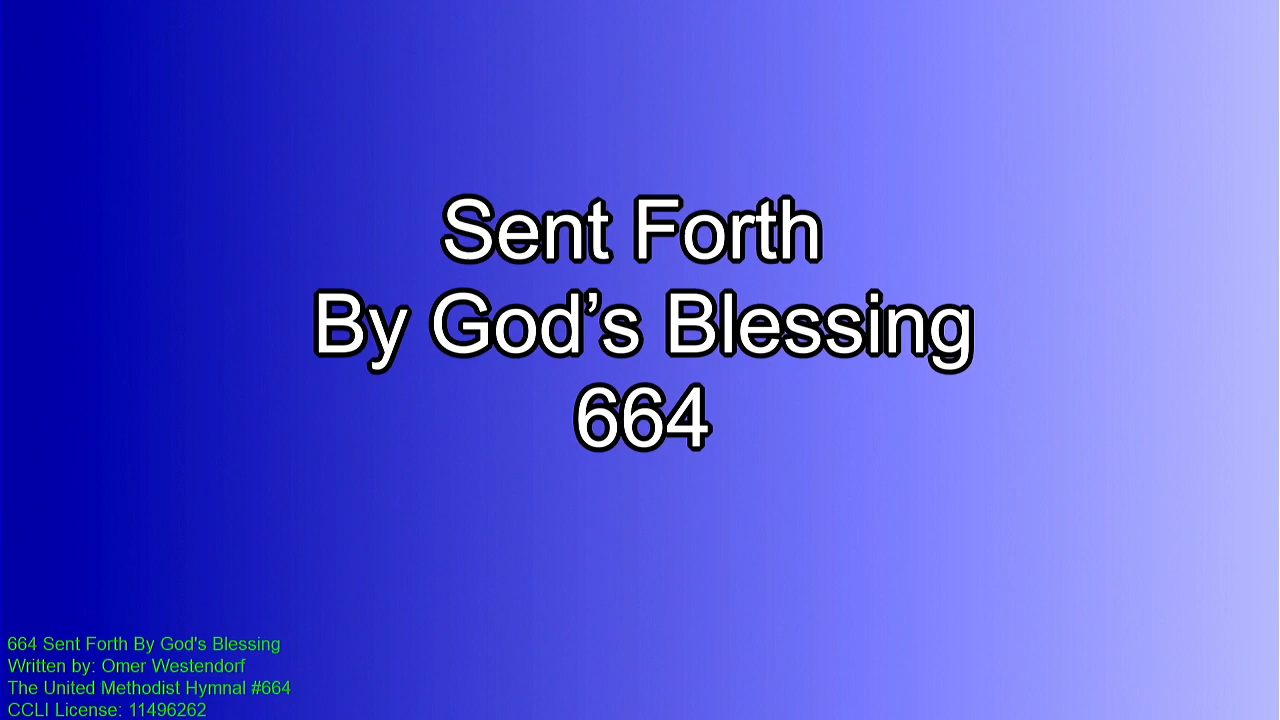 Sent Forth
By God’s Blessing
664
664 Sent Forth By God's Blessing
Written by: Omer Westendorf
The United Methodist Hymnal #664
CCLI License: 11496262